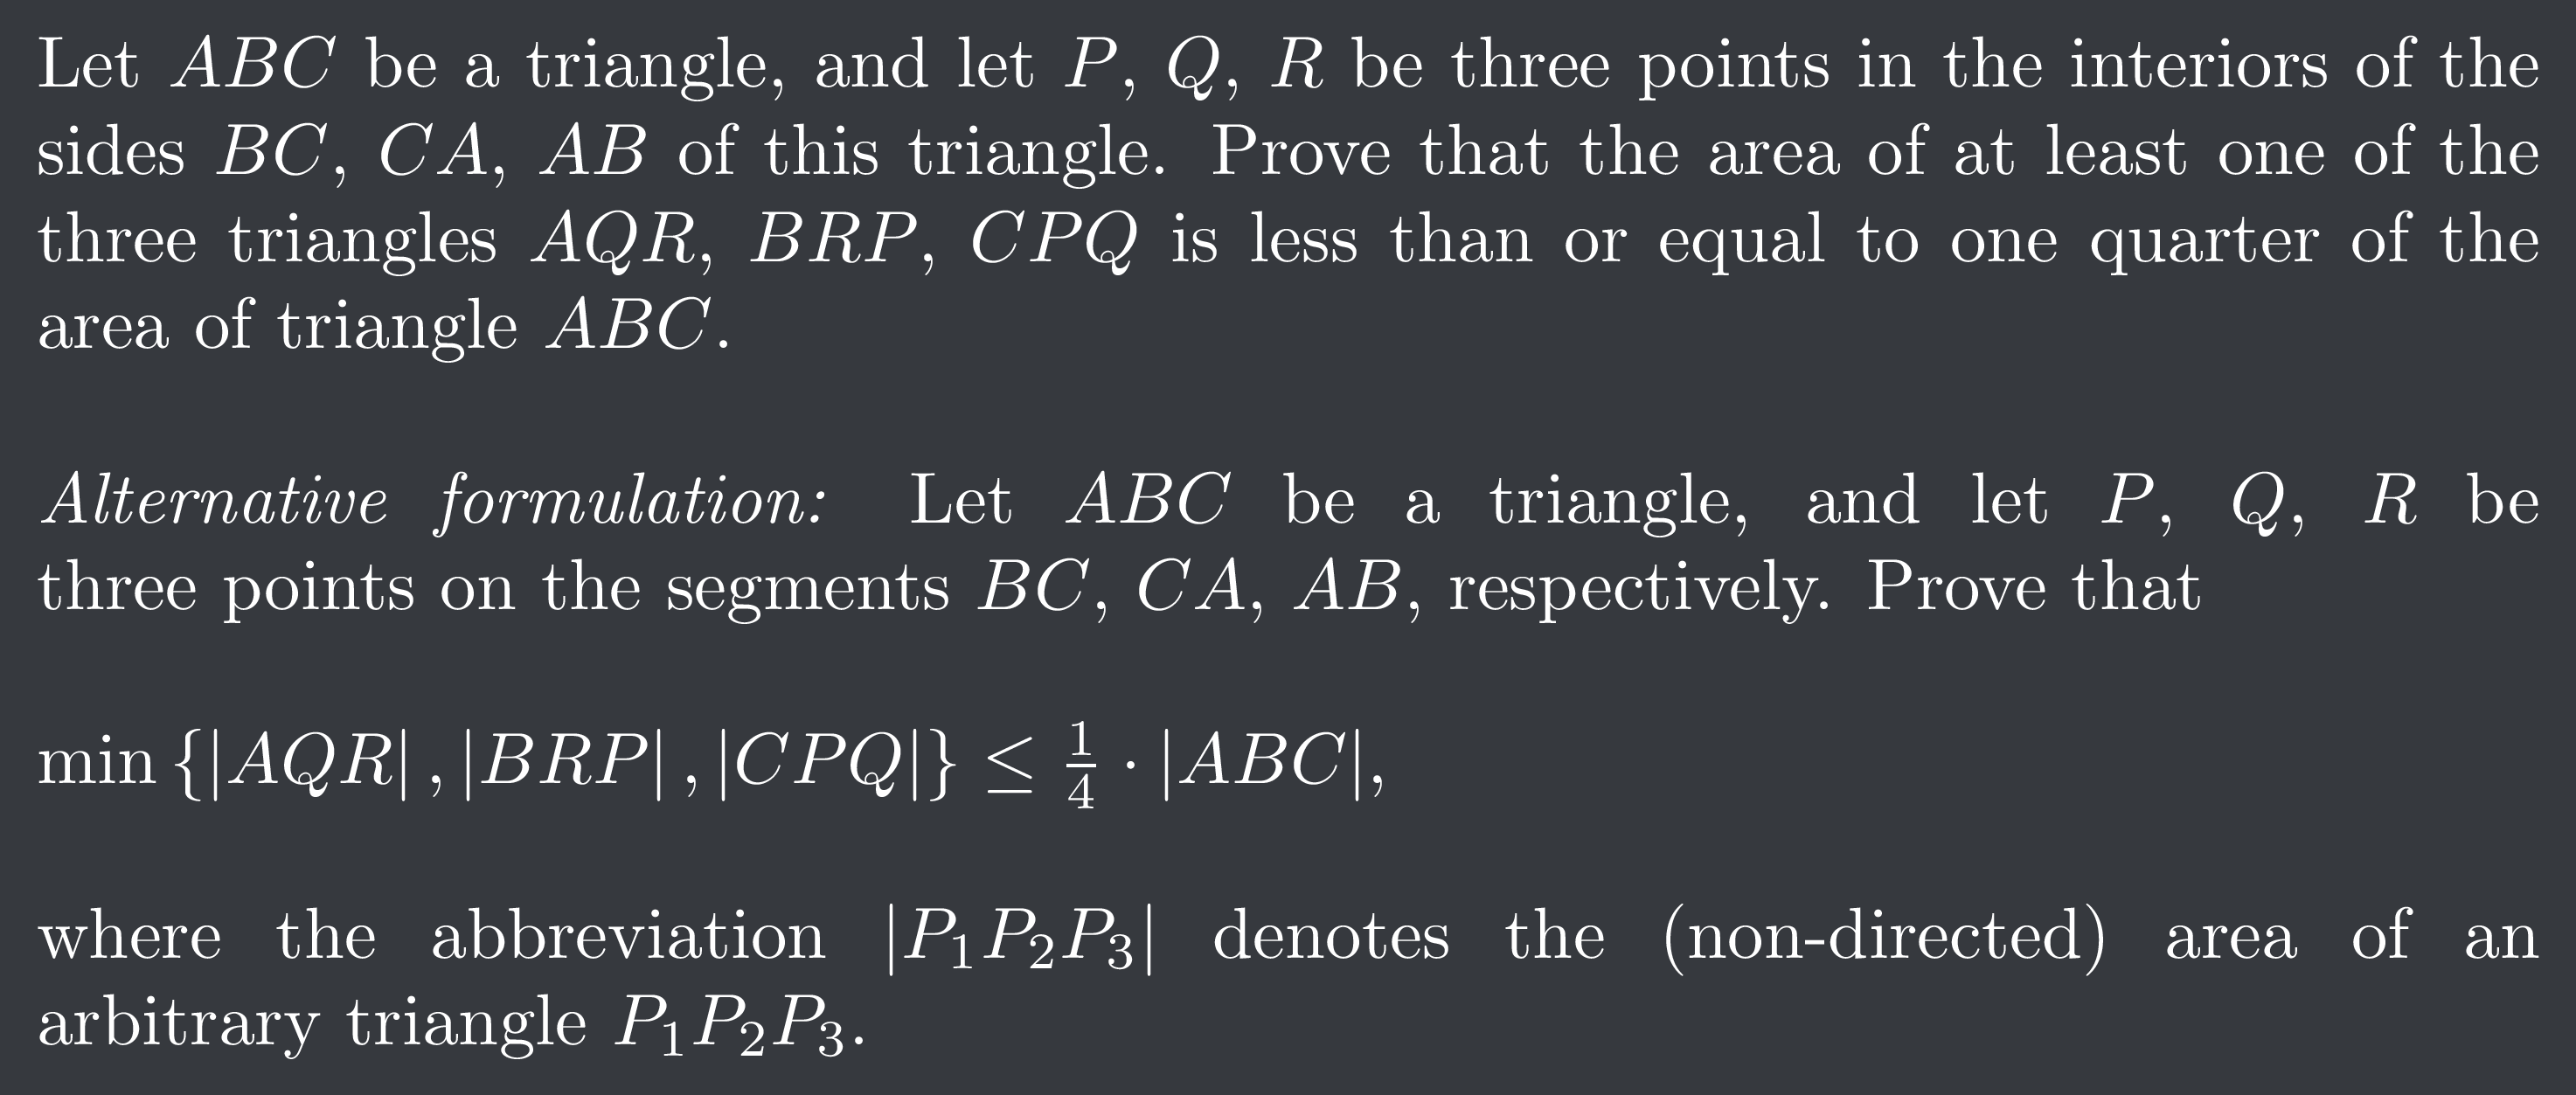 Let ABC be a triangle, and let P, Q, R be three points in the interiors of the
sides BC, CA, AB of this triangle. Prove that the area of at least one of the
three triangles AQR, BRP, CPQ is less than or equal to one quarter of the
area of triangle ABC.
Alternative formulation: Let ABC be a triangle, and let P, Q, R be
three points on the segments BC, CA, AB, respectively. Prove that
min {|AQR| , |BRP| , |CPQ|} ≤ 1/4 · |ABC|,
where the abbreviation |P₁P₂P₃| denotes the (non-directed) area of an
arbitrary triangle P₁P₂P₃.